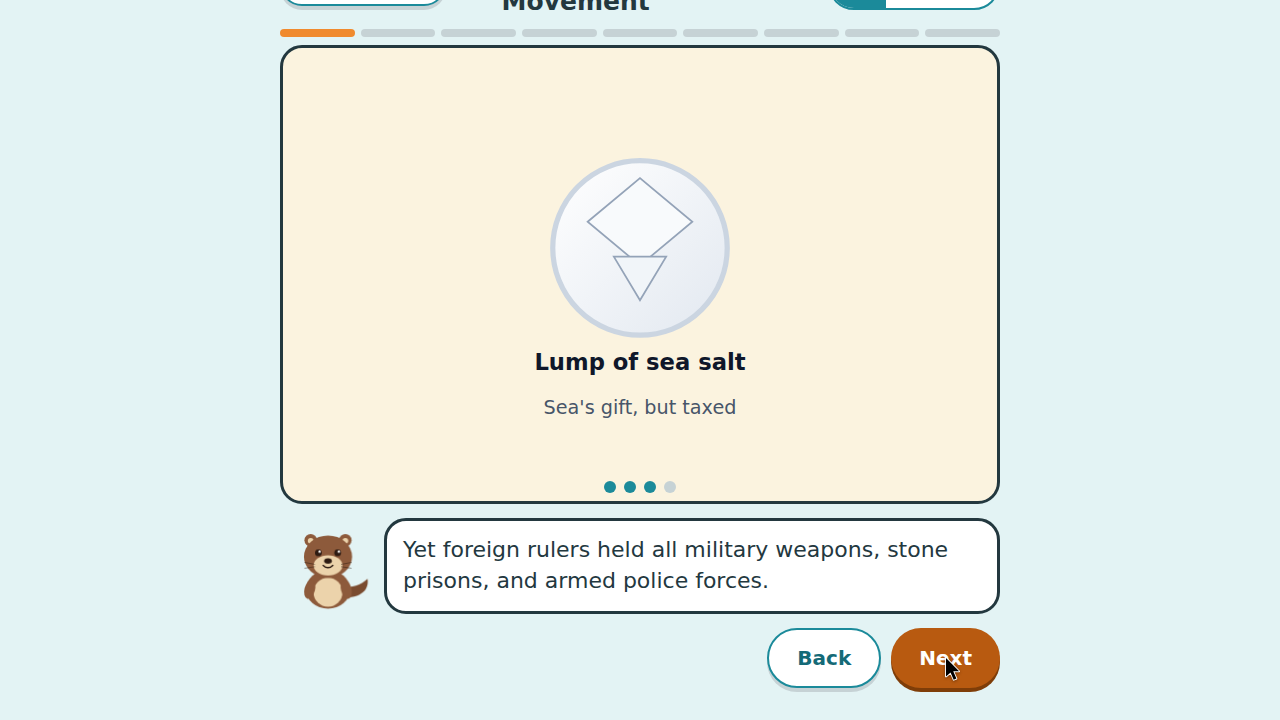 Movement
Lump of sea salt
Sea's gift, but taxed
Yet foreign rulers held all military weapons, stone
prisons, and armed police forces.
Back
Next